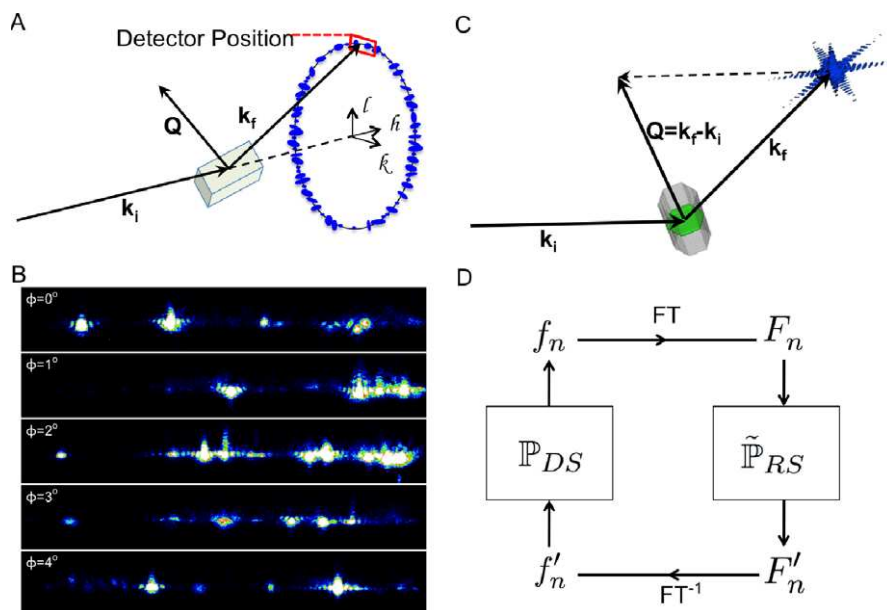 A
Detector Position
Q
k_f
k_i
l
h
k
B
ϕ=0°
ϕ=1°
ϕ=2°
ϕ=3°
ϕ=4°
C
Q=k_f-k_i
k_f
k_i
D
f_n FT F_n
ℙ_DS ℙ̃_RS
f'_n FT⁻¹ F'_n